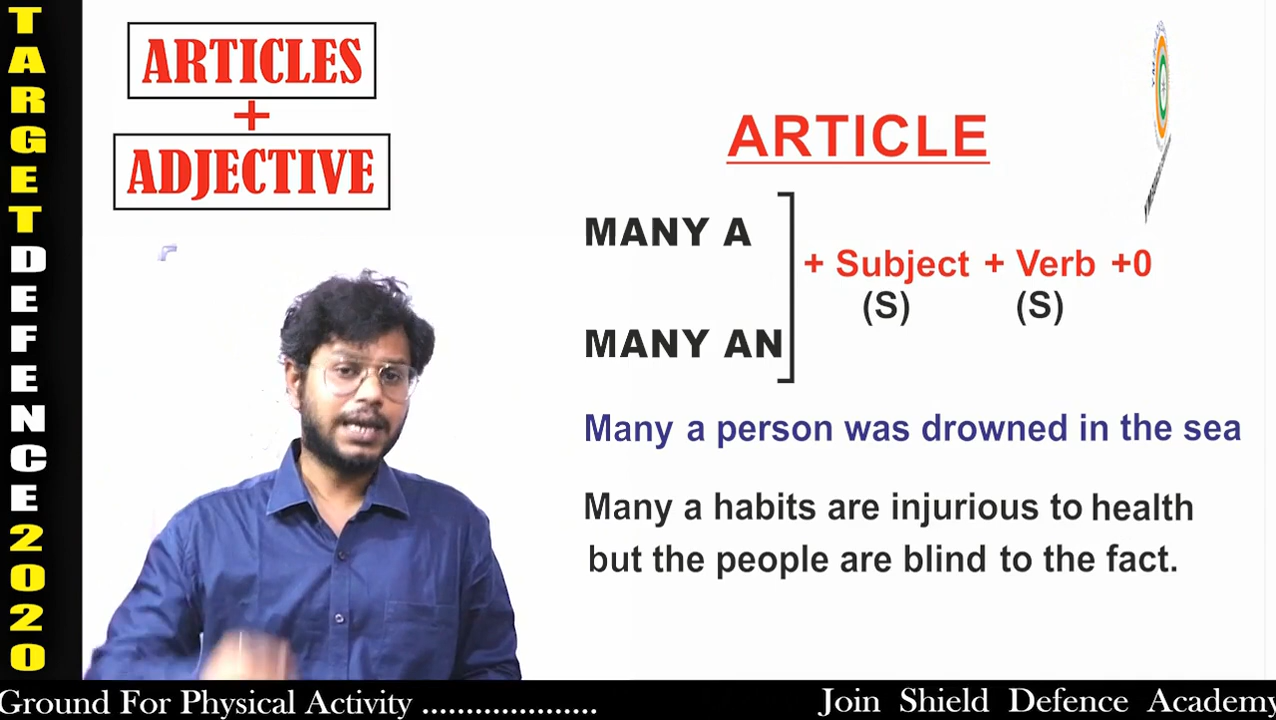 TARGET DEFENCE 2020
ARTICLES
+
ADJECTIVE
ARTICLE
MANY A
+ Subject + Verb +0
(S) (S)
MANY AN
Many a person was drowned in the sea
Many a habits are injurious to health
but the people are blind to the fact.
Ground For Physical Activity ....................
Join Shield Defence Academy